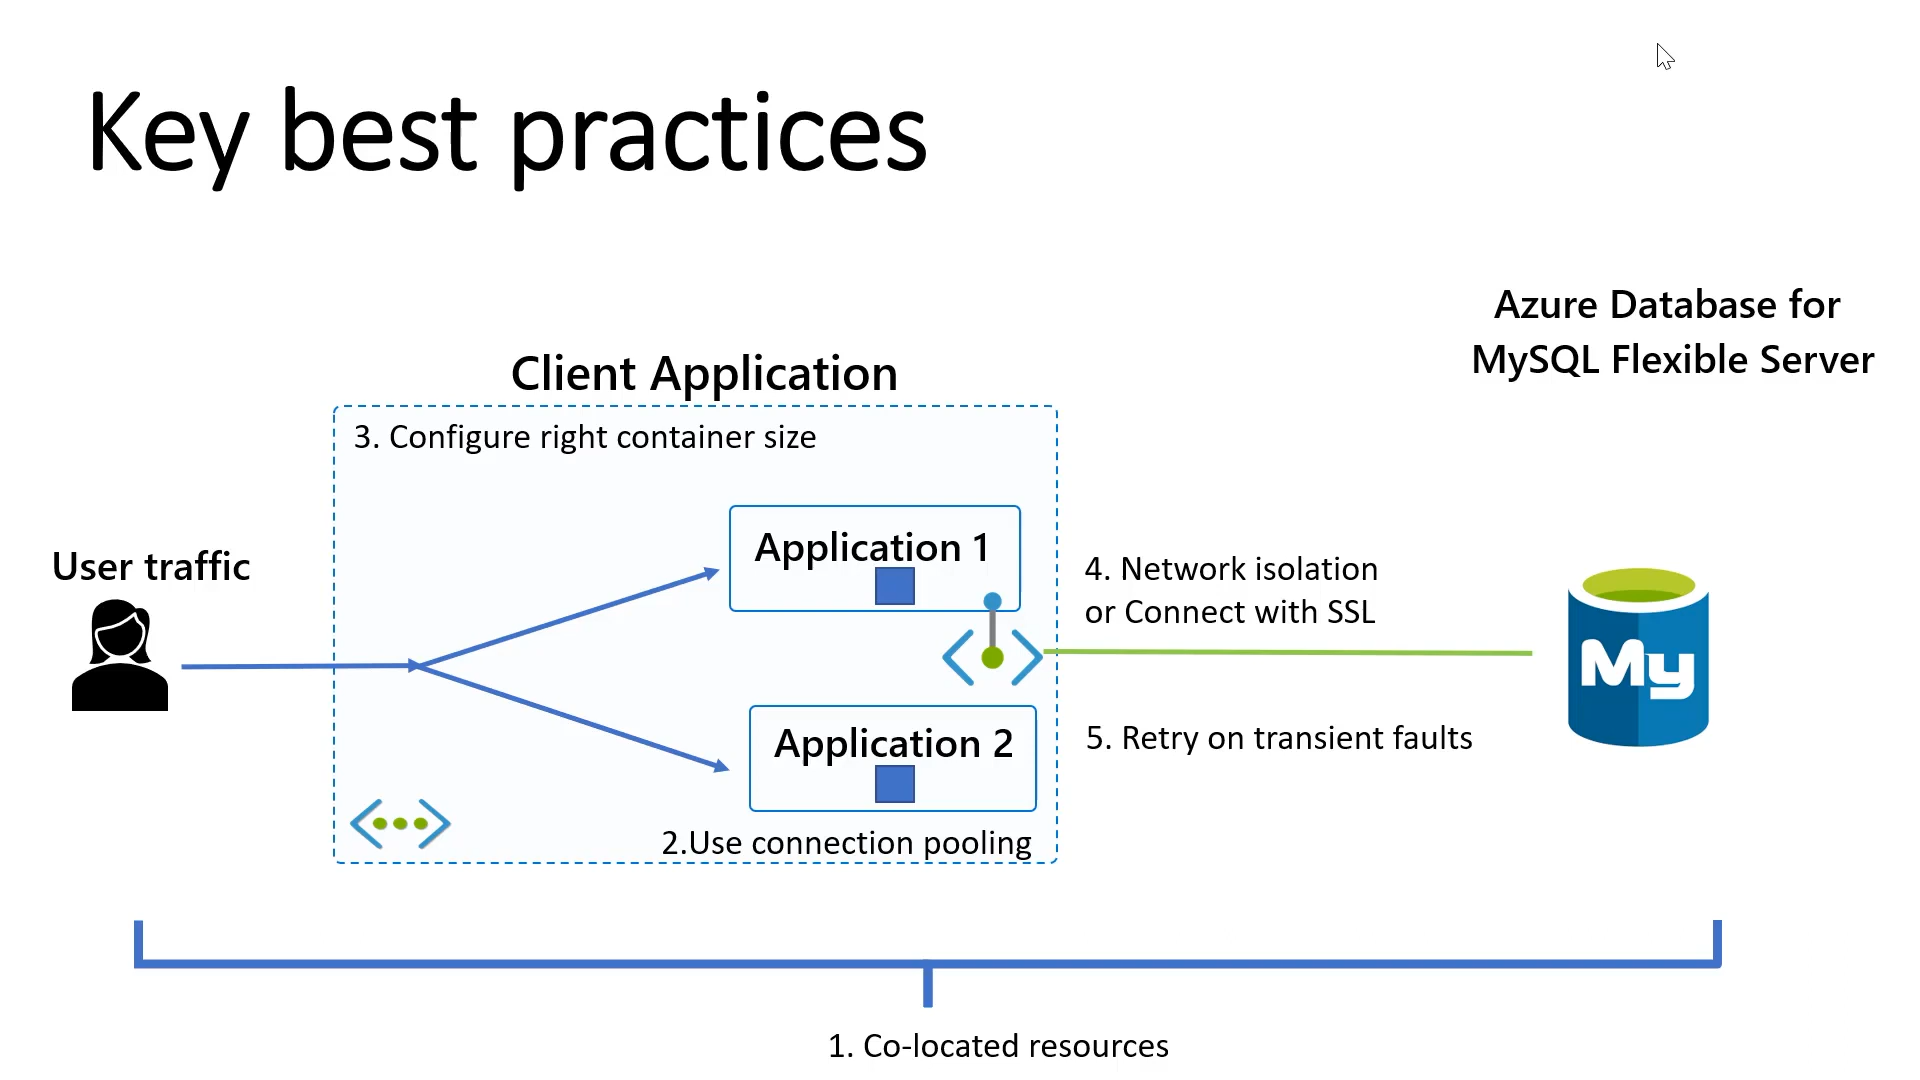 Key best practices
Azure Database for
MySQL Flexible Server
Client Application
3. Configure right container size
Application 1
User traffic
4. Network isolation
or Connect with SSL
My
Application 2
5. Retry on transient faults
2.Use connection pooling
1. Co-located resources